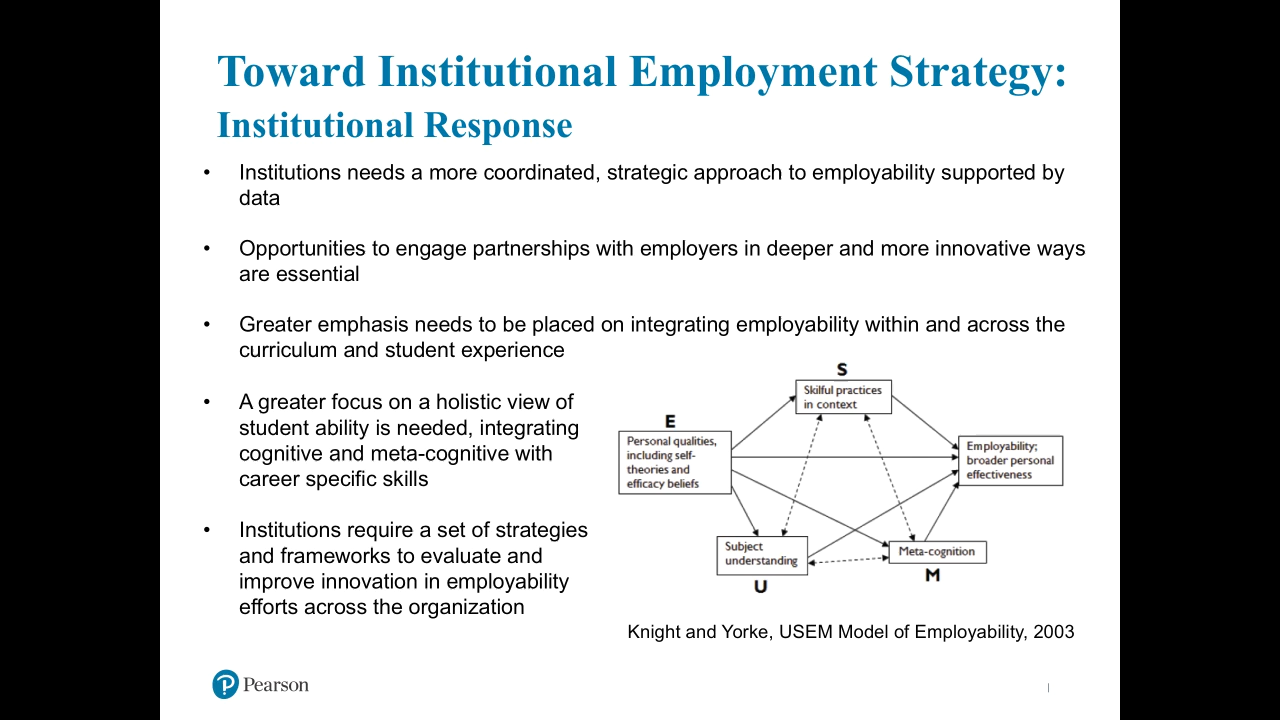 Toward Institutional Employment Strategy:
Institutional Response
• Institutions needs a more coordinated, strategic approach to employability supported by
data
• Opportunities to engage partnerships with employers in deeper and more innovative ways
are essential
• Greater emphasis needs to be placed on integrating employability within and across the
curriculum and student experience
• A greater focus on a holistic view of
student ability is needed, integrating
cognitive and meta-cognitive with
career specific skills
• Institutions require a set of strategies
and frameworks to evaluate and
improve innovation in employability
efforts across the organization
S
Skilful practices
in context
E
Personal qualities,
including self-
theories and
efficacy beliefs
Employability;
broader personal
effectiveness
Subject
understanding
U
Meta-cognition
M
Knight and Yorke, USEM Model of Employability, 2003
P Pearson
|